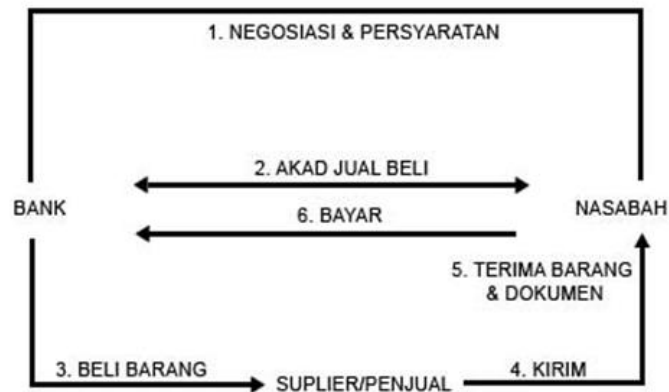 1. NEGOSIASI & PERSYARATAN
2. AKAD JUAL BELI
BANK
NASABAH
6. BAYAR
5. TERIMA BARANG
& DOKUMEN
3. BELI BARANG
SUPLIER/PENJUAL
4. KIRIM